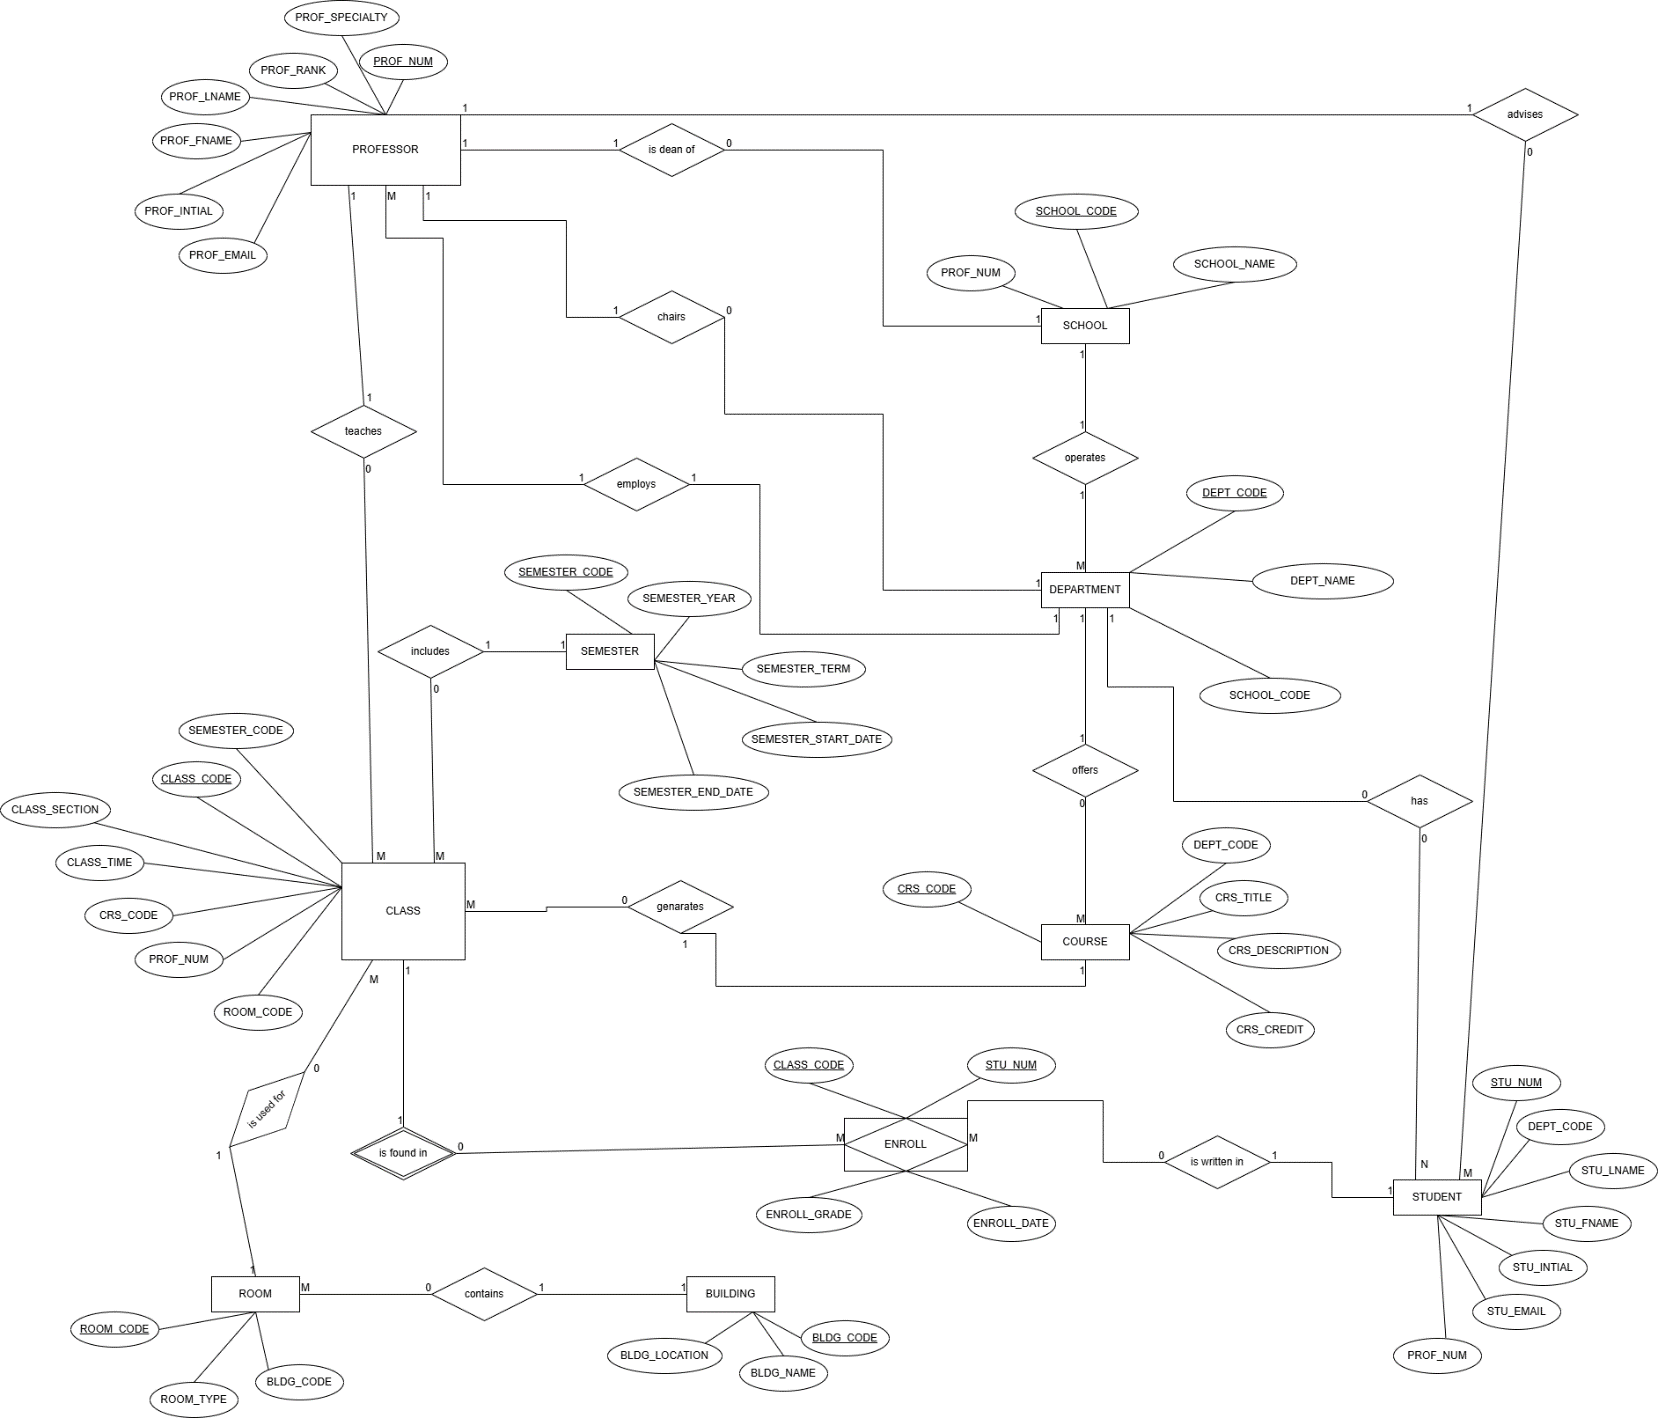 PROF_SPECIALTY
PROF_NUM
PROF_RANK
PROF_LNAME
PROF_FNAME
PROF_INTIAL
PROF_EMAIL
PROFESSOR
1
1
advises
0
1
1
is dean of
0
1
M
1
SCHOOL_CODE
PROF_NUM
SCHOOL_NAME
1
SCHOOL
1
1
chairs
0
1
teaches
0
1
operates
1
M
1
employs
1
DEPT_CODE
DEPT_NAME
SCHOOL_CODE
1
DEPARTMENT
1
1
1
SEMESTER_CODE
SEMESTER_YEAR
SEMESTER_TERM
SEMESTER_START_DATE
SEMESTER_END_DATE
includes
1
1
SEMESTER
0
1
offers
0
0
has
0
SEMESTER_CODE
CLASS_CODE
CLASS_SECTION
CLASS_TIME
CRS_CODE
PROF_NUM
ROOM_CODE
M
M
CLASS
M
0
genarates
1
CRS_CODE
DEPT_CODE
CRS_TITLE
CRS_DESCRIPTION
CRS_CREDIT
M
COURSE
1
M
1
0
is used for
1
CLASS_CODE
STU_NUM
1
is found in
0
M
ENROLL
M
ENROLL_GRADE
ENROLL_DATE
0
is written in
1
STU_NUM
DEPT_CODE
STU_LNAME
STU_FNAME
STU_INTIAL
STU_EMAIL
PROF_NUM
N
M
1
STUDENT
1
ROOM
M
0
contains
1
1
BUILDING
ROOM_CODE
ROOM_TYPE
BLDG_CODE
BLDG_LOCATION
BLDG_NAME
BLDG_CODE